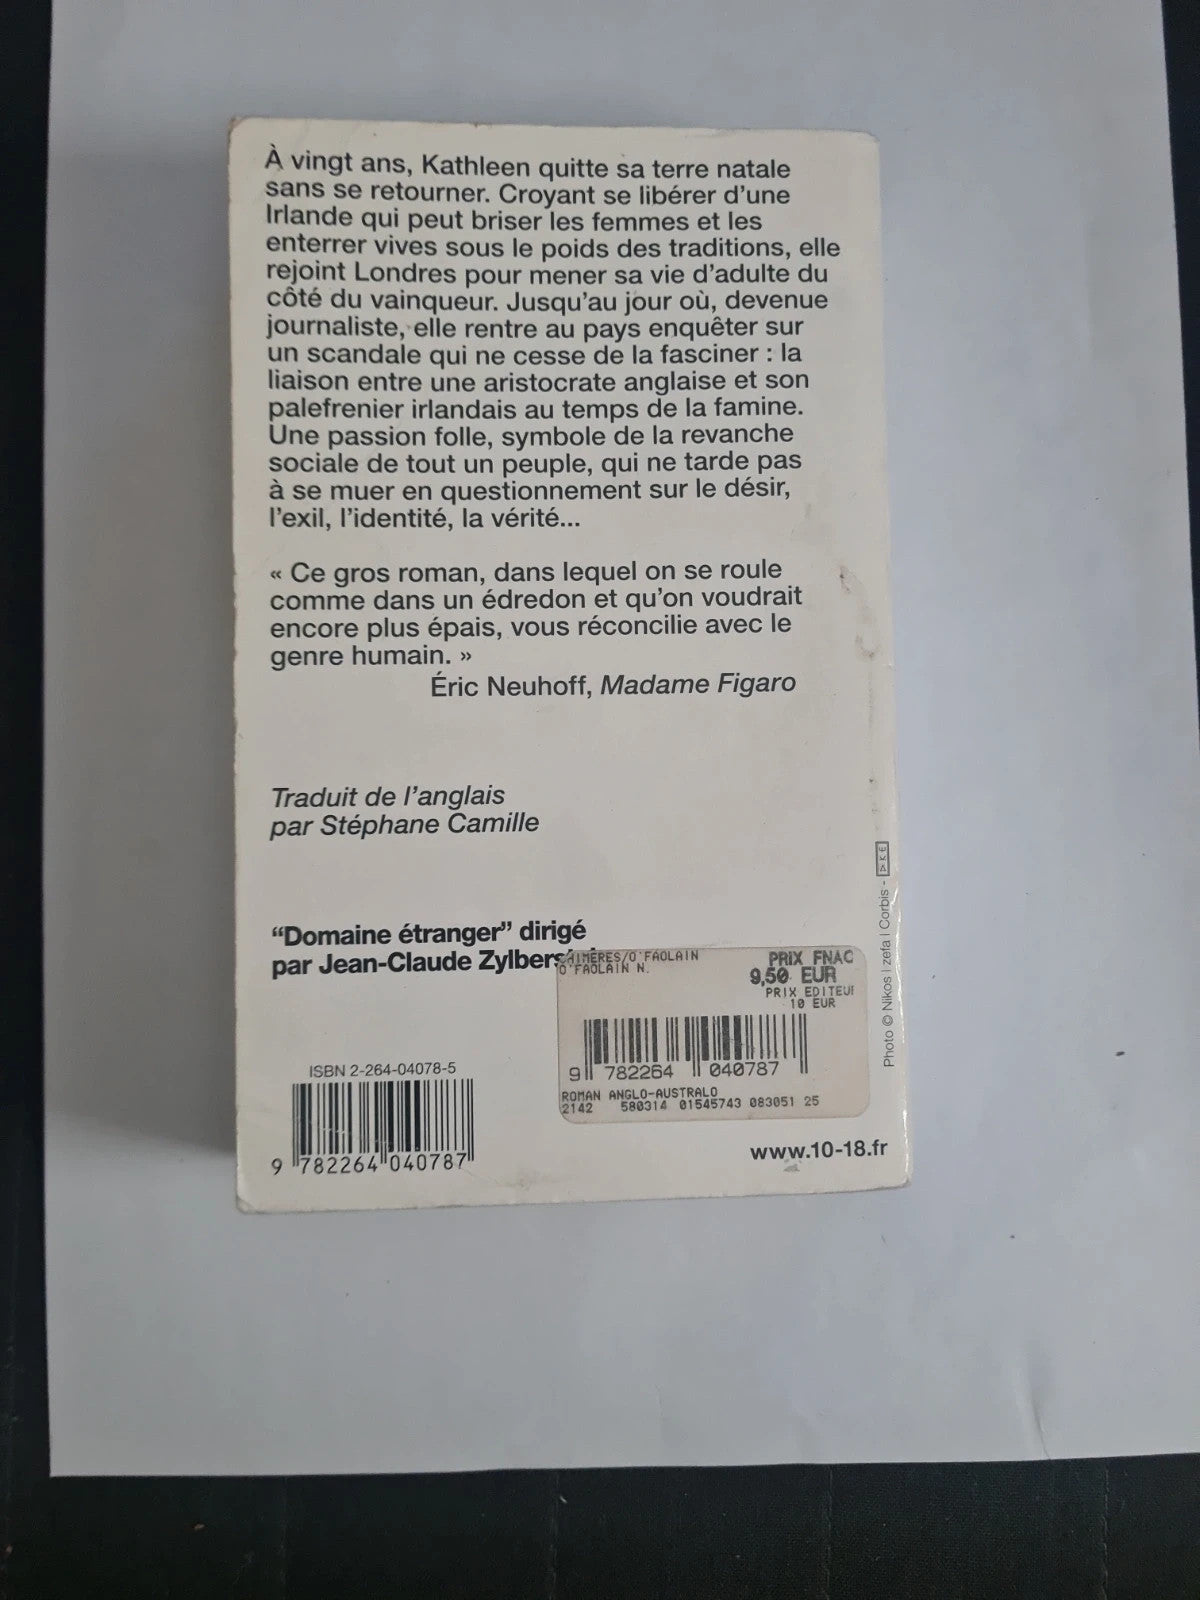 À vingt ans, Kathleen quitte sa terre natale
sans se retourner. Croyant se libérer d'une
Irlande qui peut briser les femmes et les
enterrer vives sous le poids des traditions, elle
rejoint Londres pour mener sa vie d'adulte du
côté du vainqueur. Jusqu'au jour où, devenue
journaliste, elle rentre au pays enquêter sur
un scandale qui ne cesse de la fasciner : la
liaison entre une aristocrate anglaise et son
palefrenier irlandais au temps de la famine.
Une passion folle, symbole de la revanche
sociale de tout un peuple, qui ne tarde pas
à se muer en questionnement sur le désir,
l'exil, l'identité, la vérité...
« Ce gros roman, dans lequel on se roule
comme dans un édredon et qu'on voudrait
encore plus épais, vous réconcilie avec le
genre humain. »
Éric Neuhoff, Madame Figaro
Traduit de l'anglais
par Stéphane Camille
"Domaine étranger" dirigé
par Jean-Claude Zylbers
HIMERES/O'FAOLAIN
O'FAOLAIN N.
PRIX FNAC
9,50 EUR
PRIX EDITEU
10 EUR
9 782264 040787
ROMAN ANGLO-AUSTRALO
2142 580314 01545743 083051 25
ISBN 2-264-04078-5
9 782264 040787
www.10-18.fr
Photo © Nikos | zefa | Corbis -